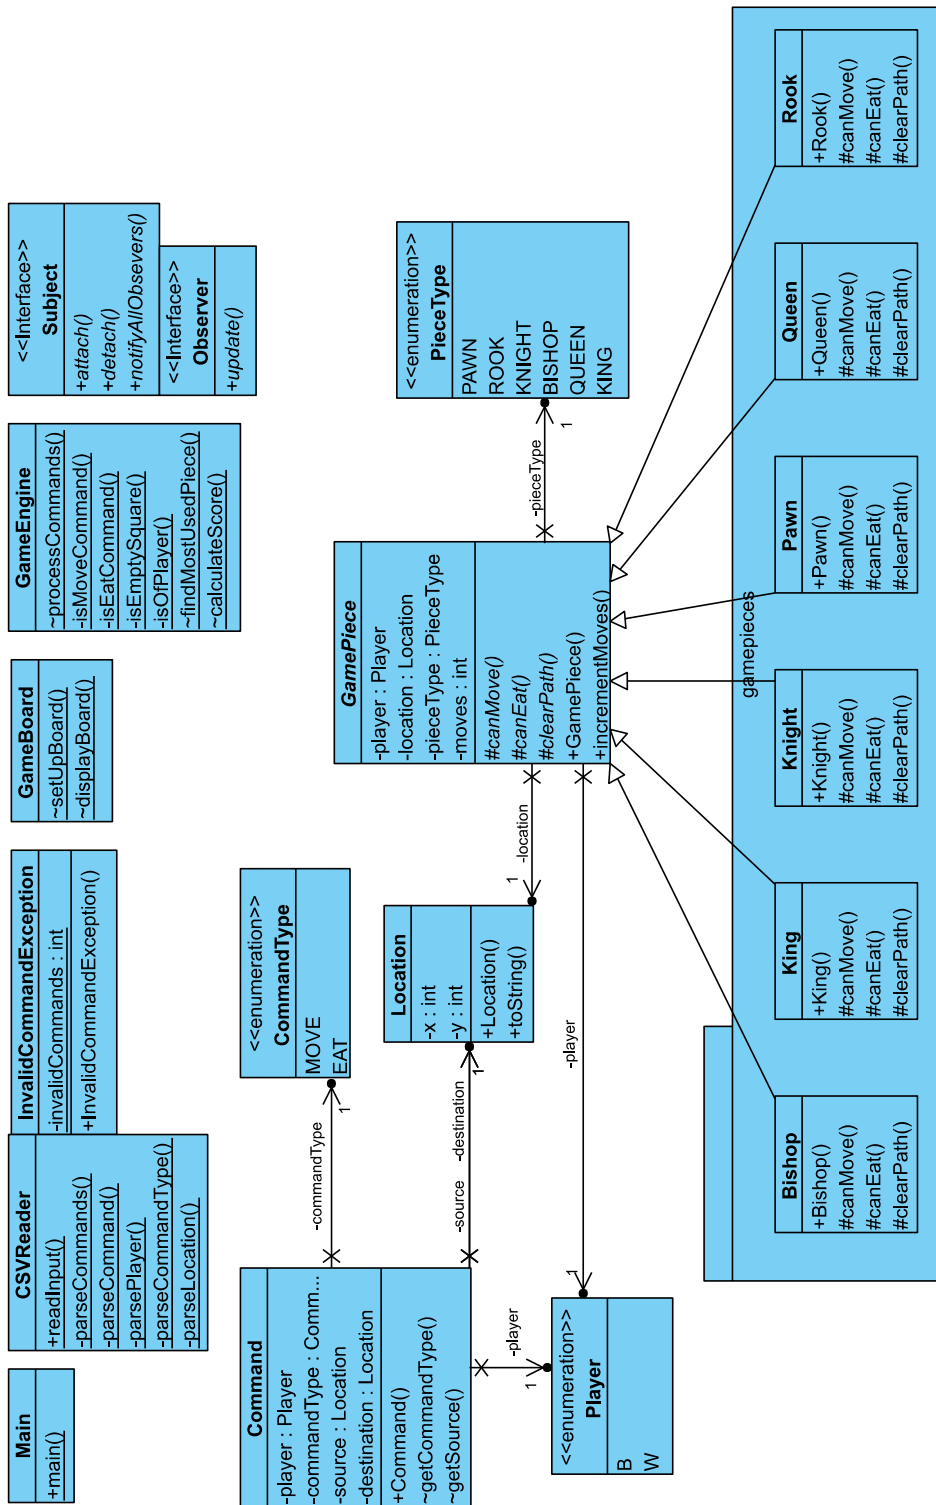 Main
+main()
CSVReader
+readInput()
-parseCommands()
-parseCommand()
-parsePlayer()
-parseCommandType()
-parseLocation()
InvalidCommandException
-invalidCommands : int
+InvalidCommandException()
GameBoard
~setUpBoard()
~displayBoard()
GameEngine
~processCommands()
-isMoveCommand()
-isEatCommand()
-isEmptySquare()
-isOfPlayer()
~findMostUsedPiece()
~calculateScore()
<<Interface>>
Subject
+attach()
+detach()
+notifyAllObsevers()
<<Interface>>
Observer
+update()
Command
-player : Player
-commandType : Comm...
-source : Location
-destination : Location
+Command()
~getCommandType()
~getSource()
-commandType
1
<<enumeration>>
CommandType
MOVE
EAT
-source
-destination
1
Location
-x : int
-y : int
+Location()
+toString()
1
-location
GamePiece
-player : Player
-location : Location
-pieceType : PieceType
-moves : int
#canMove()
#canEat()
#clearPath()
+GamePiece()
+incrementMoves()
-pieceType
1
<<enumeration>>
PieceType
PAWN
ROOK
KNIGHT
BISHOP
QUEEN
KING
-player
1
<<enumeration>>
Player
B
W
1
-player
gamepieces
Bishop
+Bishop()
#canMove()
#canEat()
#clearPath()
King
+King()
#canMove()
#canEat()
#clearPath()
Knight
+Knight()
#canMove()
#canEat()
#clearPath()
Pawn
+Pawn()
#canMove()
#canEat()
#clearPath()
Queen
+Queen()
#canMove()
#canEat()
#clearPath()
Rook
+Rook()
#canMove()
#canEat()
#clearPath()